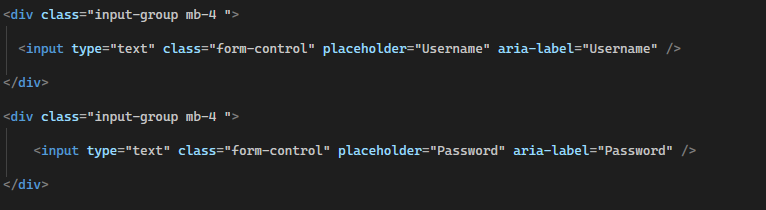 <div class="input-group mb-4 ">
<input type="text" class="form-control" placeholder="Username" aria-label="Username" />
</div>
<div class="input-group mb-4 ">
<input type="text" class="form-control" placeholder="Password" aria-label="Password" />
</div>